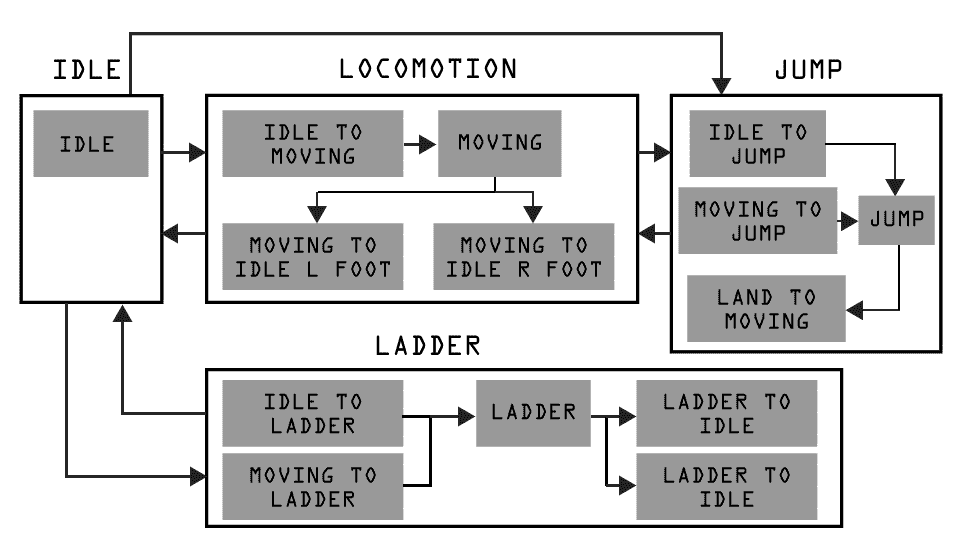 IDLE
LOCOMOTION
JUMP
IDLE
IDLE TO
MOVING
MOVING
MOVING TO
IDLE L FOOT
MOVING TO
IDLE R FOOT
IDLE TO
JUMP
MOVING TO
JUMP
JUMP
LAND TO
MOVING
LADDER
IDLE TO
LADDER
MOVING TO
LADDER
LADDER
LADDER TO
IDLE
LADDER TO
IDLE